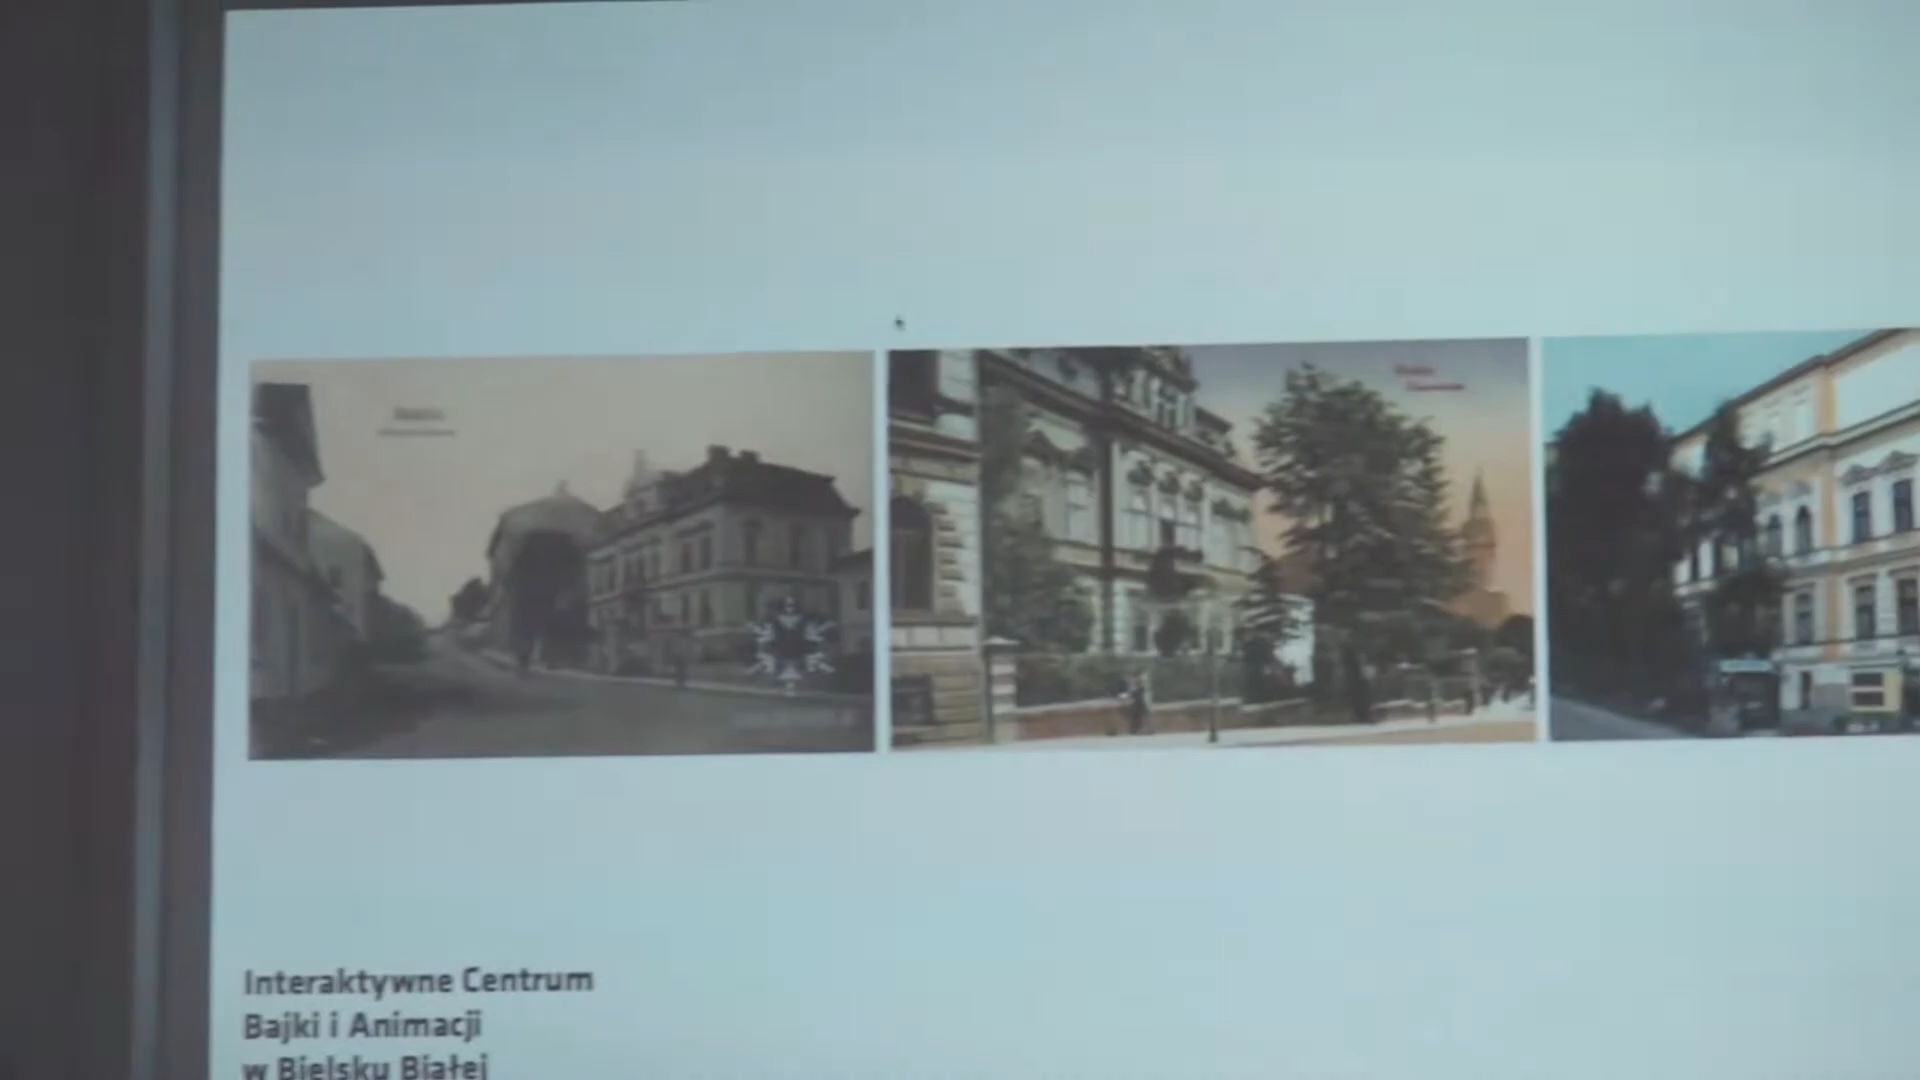 Interaktywne Centrum
Bajki i Animacji
w Bielsku Białej